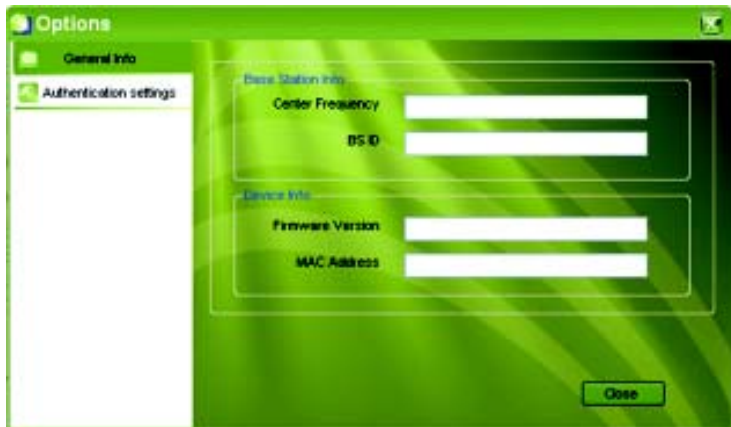 Options
General Info
Authentication settings
Base Station Info
Center Frequency
BS ID
Device Info
Firmware Version
MAC Address
Close